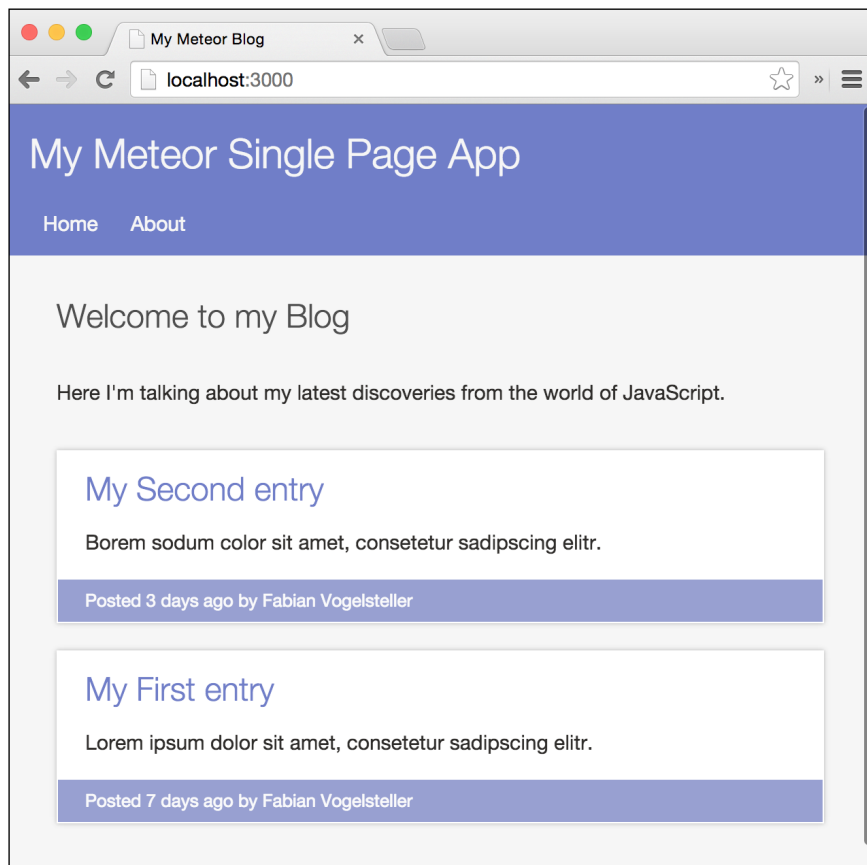 My Meteor Blog
localhost:3000
My Meteor Single Page App
Home About
Welcome to my Blog
Here I'm talking about my latest discoveries from the world of JavaScript.
My Second entry
Borem sodum color sit amet, consetetur sadipscing elitr.
Posted 3 days ago by Fabian Vogelsteller
My First entry
Lorem ipsum dolor sit amet, consetetur sadipscing elitr.
Posted 7 days ago by Fabian Vogelsteller